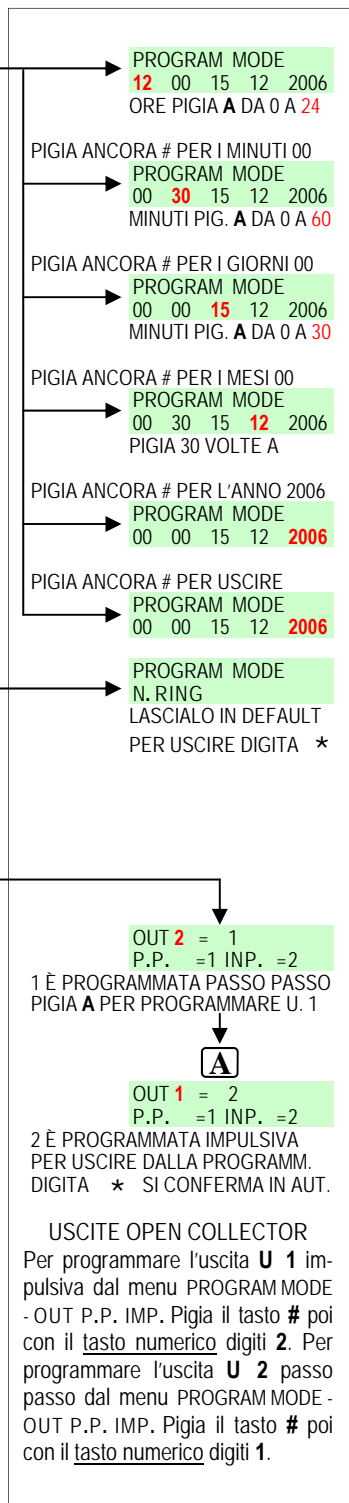 PROGRAM MODE
12 00 15 12 2006
ORE PIGIA A DA 0 A 24
PIGIA ANCORA # PER I MINUTI 00
PROGRAM MODE
00 30 15 12 2006
MINUTI PIG. A DA 0 A 60
PIGIA ANCORA # PER I GIORNI 00
PROGRAM MODE
00 00 15 12 2006
MINUTI PIG. A DA 0 A 30
PIGIA ANCORA # PER I MESI 00
PROGRAM MODE
00 30 15 12 2006
PIGIA 30 VOLTE A
PIGIA ANCORA # PER L'ANNO 2006
PROGRAM MODE
00 00 15 12 2006
PIGIA ANCORA # PER USCIRE
PROGRAM MODE
00 00 15 12 2006
PROGRAM MODE
N. RING
LASCIALO IN DEFAULT
PER USCIRE DIGITA *
OUT 2 = 1
P.P. =1 INP. =2
1 È PROGRAMMATA PASSO PASSO
PIGIA A PER PROGRAMMARE U. 1
A
OUT 1 = 2
P.P. =1 INP. =2
2 È PROGRAMMATA IMPULSIVA
PER USCIRE DALLA PROGRAMM.
DIGITA * SI CONFERMA IN AUT.
USCITE OPEN COLLECTOR
Per programmare l'uscita U 1 im-
pulsiva dal menu PROGRAM MODE
- OUT P.P. IMP. Pigia il tasto # poi
con il tasto numerico digiti 2. Per
programmare l'uscita U 2 passo
passo dal menu PROGRAM MODE -
OUT P.P. IMP. Pigia il tasto # poi
con il tasto numerico digiti 1.